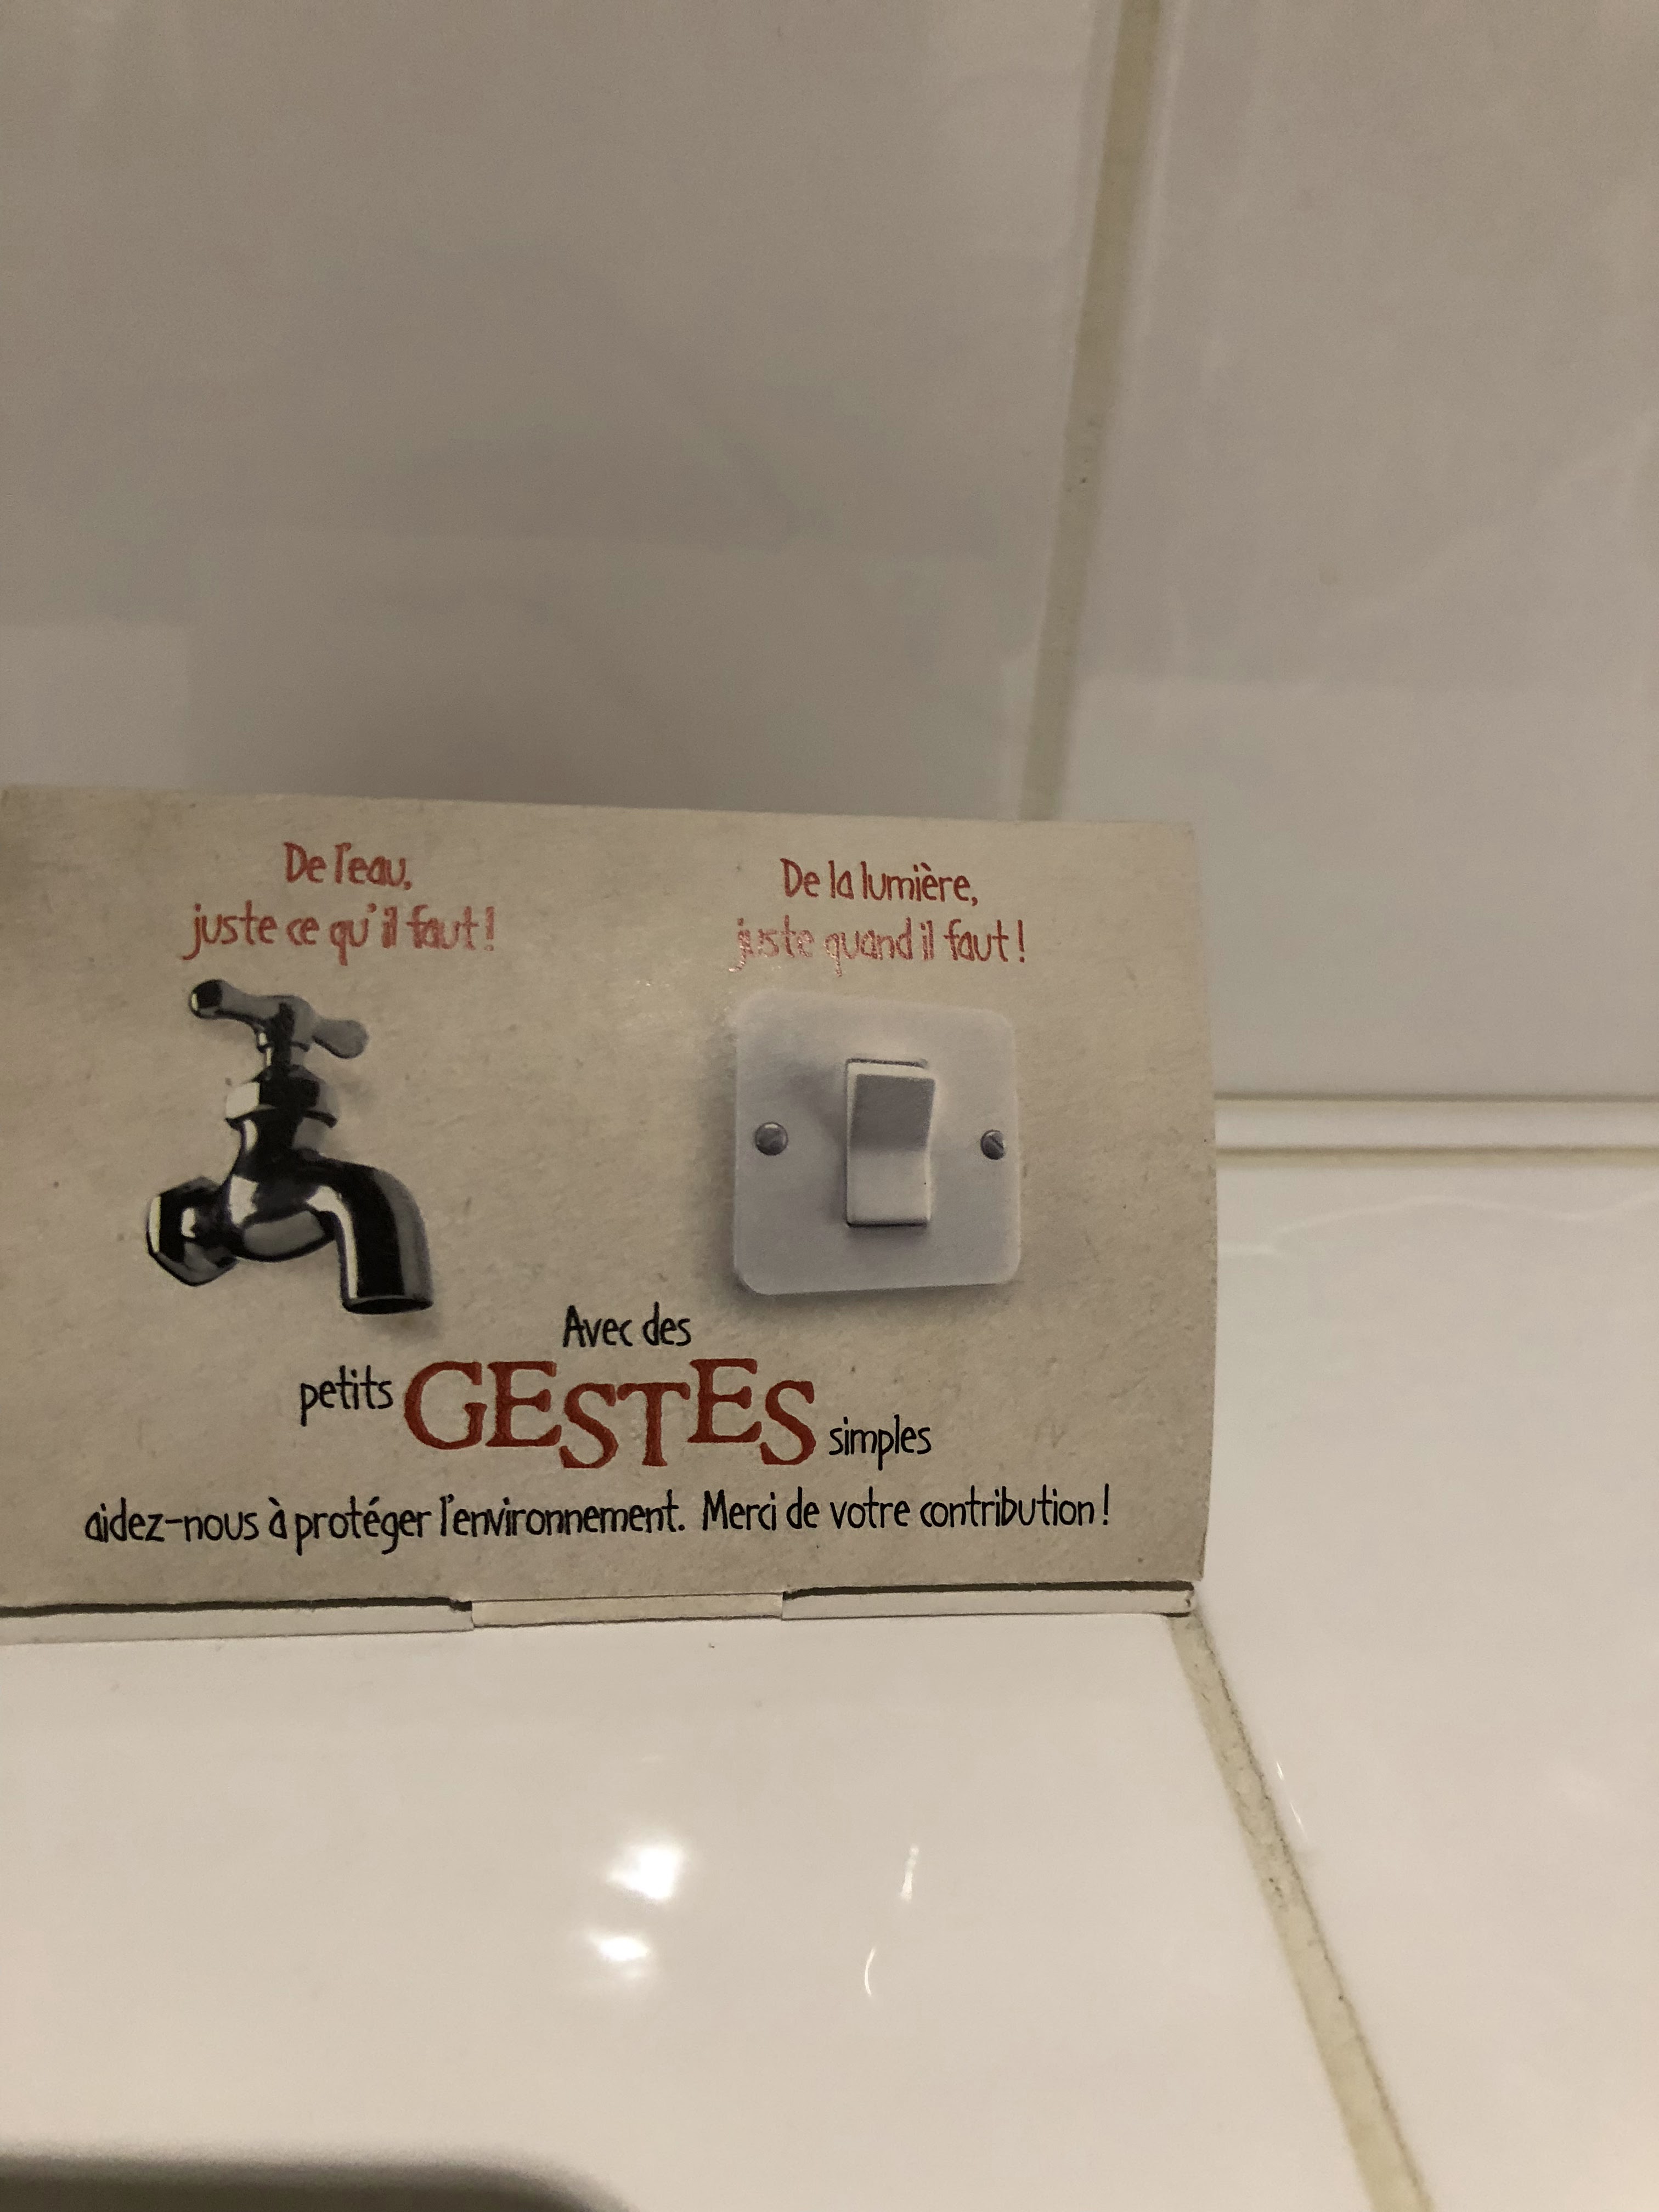 De l'eau,
juste ce qu'il faut !
De la lumière,
juste quand il faut !
Avec des
petits GESTES simples
aidez-nous à protéger l'environnement. Merci de votre contribution !